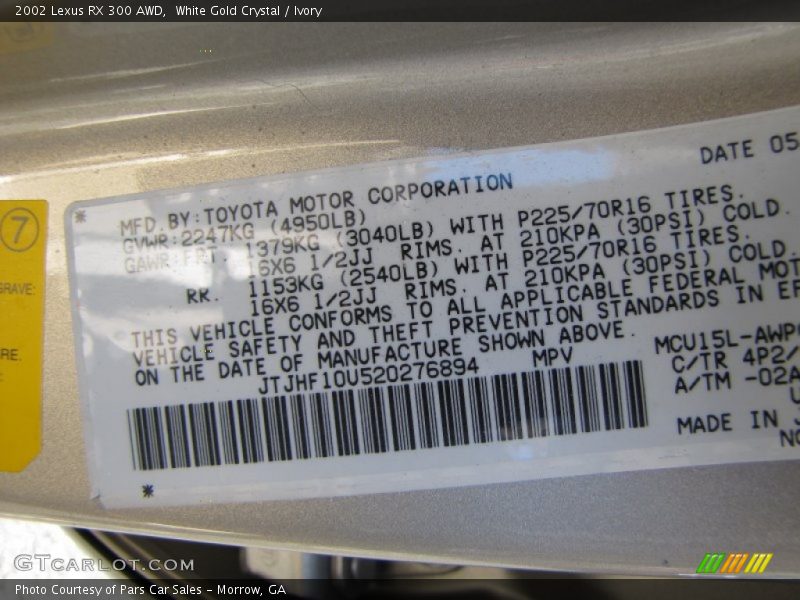 2002 Lexus RX 300 AWD, White Gold Crystal / Ivory
DATE 05
MFD.BY:TOYOTA MOTOR CORPORATION
GVWR:2247KG (4950LB)
GAWR:FRT. 1379KG (3040LB) WITH P225/70R16 TIRES.
16X6 1/2JJ RIMS. AT 210KPA (30PSI) COLD.
RR. 1153KG (2540LB) WITH P225/70R16 TIRES.
16X6 1/2JJ RIMS. AT 210KPA (30PSI) COLD.
THIS VEHICLE CONFORMS TO ALL APPLICABLE FEDERAL MOT
VEHICLE SAFETY AND THEFT PREVENTION STANDARDS IN EF
ON THE DATE OF MANUFACTURE SHOWN ABOVE.
JTJHF10U520276894 MPV
MCU15L-AWP
C/TR 4P2/
A/TM -02A
U
MADE IN J
NO
7
GRAVE:
RE.
GTCARLOT.COM
Photo Courtesy of Pars Car Sales - Morrow, GA